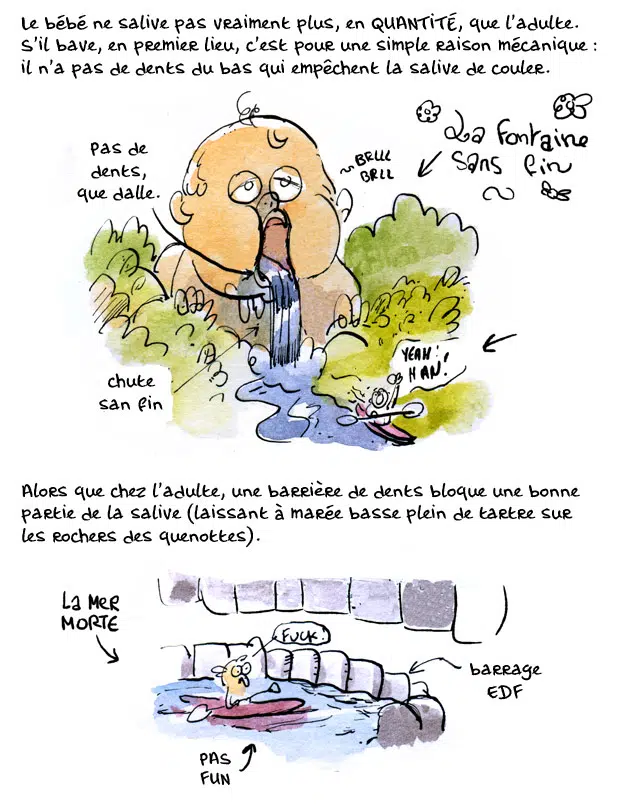 Le bébé ne salive pas vraiment plus, en QUANTITÉ, que l'adulte.
S'il bave, en premier lieu, c'est pour une simple raison mécanique :
il n'a pas de dents du bas qui empêchent la salive de couler.
La Fontaine
sans fin
Pas de
dents,
que dalle.
BRLLL
BRLL
YEAH!
HAN!
chute
san fin
Alors que chez l'adulte, une barrière de dents bloque une bonne
partie de la salive (laissant à marée basse plein de tartre sur
les rochers des quenottes).
LA MER
MORTE
FUCK!
barrage
EDF
PAS
FUN